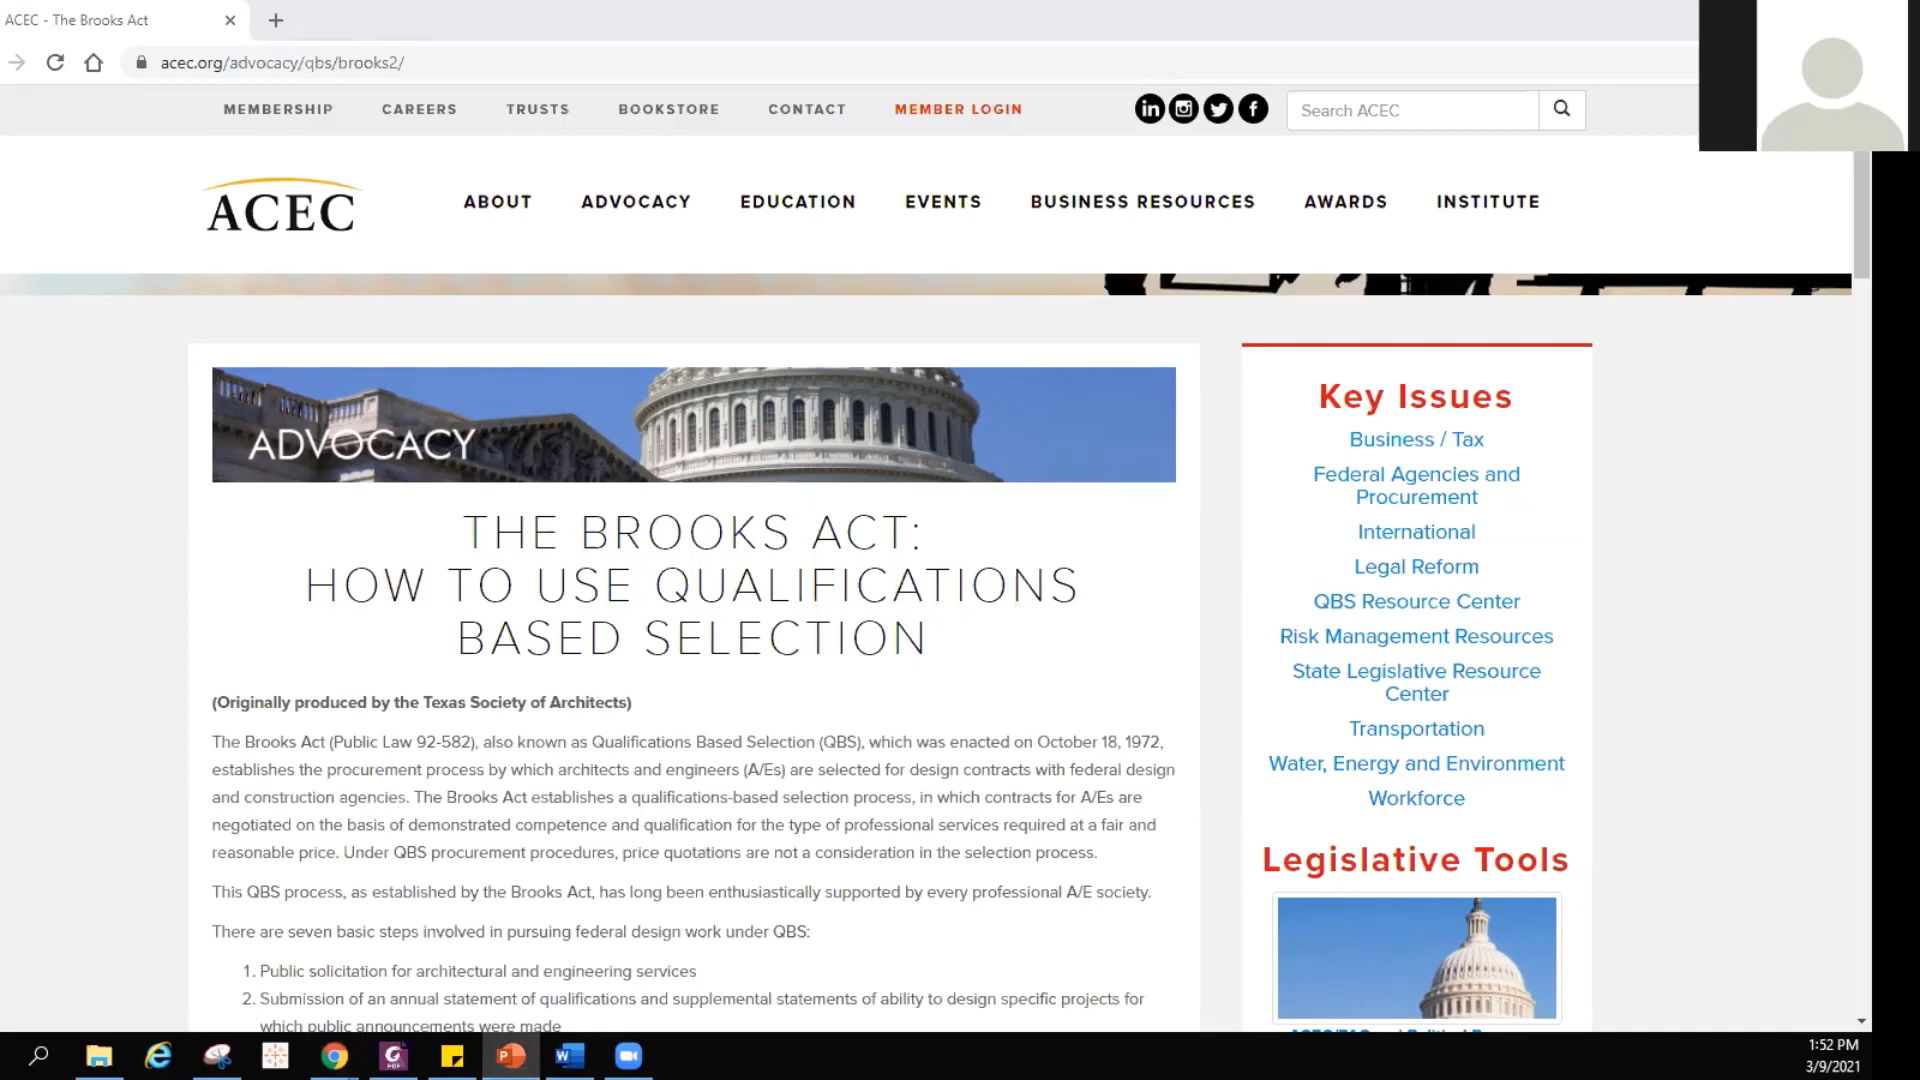 ACEC - The Brooks Act
acec.org/advocacy/qbs/brooks2/
MEMBERSHIP CAREERS TRUSTS BOOKSTORE CONTACT MEMBER LOGIN
Search ACEC
ACEC
ABOUT ADVOCACY EDUCATION EVENTS BUSINESS RESOURCES AWARDS INSTITUTE
ADVOCACY
THE BROOKS ACT:
HOW TO USE QUALIFICATIONS
BASED SELECTION
(Originally produced by the Texas Society of Architects)
The Brooks Act (Public Law 92-582), also known as Qualifications Based Selection (QBS), which was enacted on October 18, 1972,
establishes the procurement process by which architects and engineers (A/Es) are selected for design contracts with federal design
and construction agencies. The Brooks Act establishes a qualifications-based selection process, in which contracts for A/Es are
negotiated on the basis of demonstrated competence and qualification for the type of professional services required at a fair and
reasonable price. Under QBS procurement procedures, price quotations are not a consideration in the selection process.
This QBS process, as established by the Brooks Act, has long been enthusiastically supported by every professional A/E society.
There are seven basic steps involved in pursuing federal design work under QBS:
1. Public solicitation for architectural and engineering services
2. Submission of an annual statement of qualifications and supplemental statements of ability to design specific projects for
which public announcements were made
Key Issues
Business / Tax
Federal Agencies and
Procurement
International
Legal Reform
QBS Resource Center
Risk Management Resources
State Legislative Resource
Center
Transportation
Water, Energy and Environment
Workforce
Legislative Tools
1:52 PM
3/9/2021